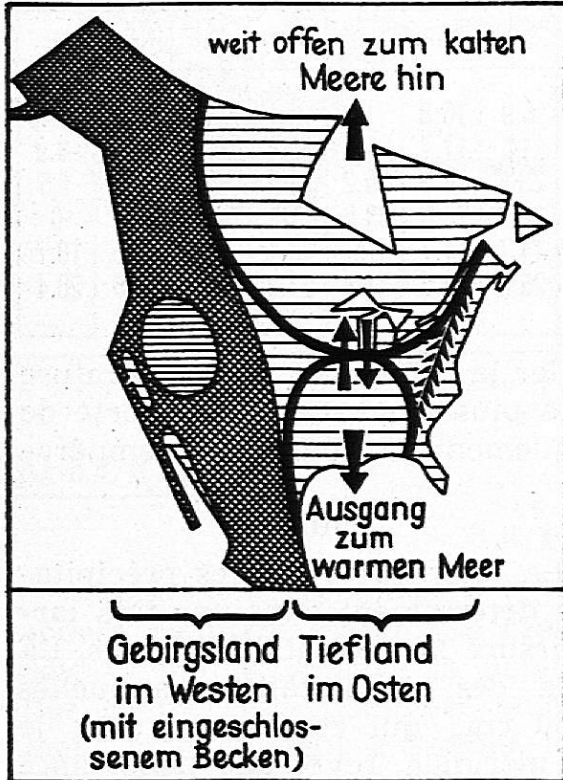 weit offen zum kalten
Meere hin
Ausgang
zum
warmen Meer
Gebirgsland
im Westen
(mit eingeschlos-
senem Becken)
Tiefland
im Osten